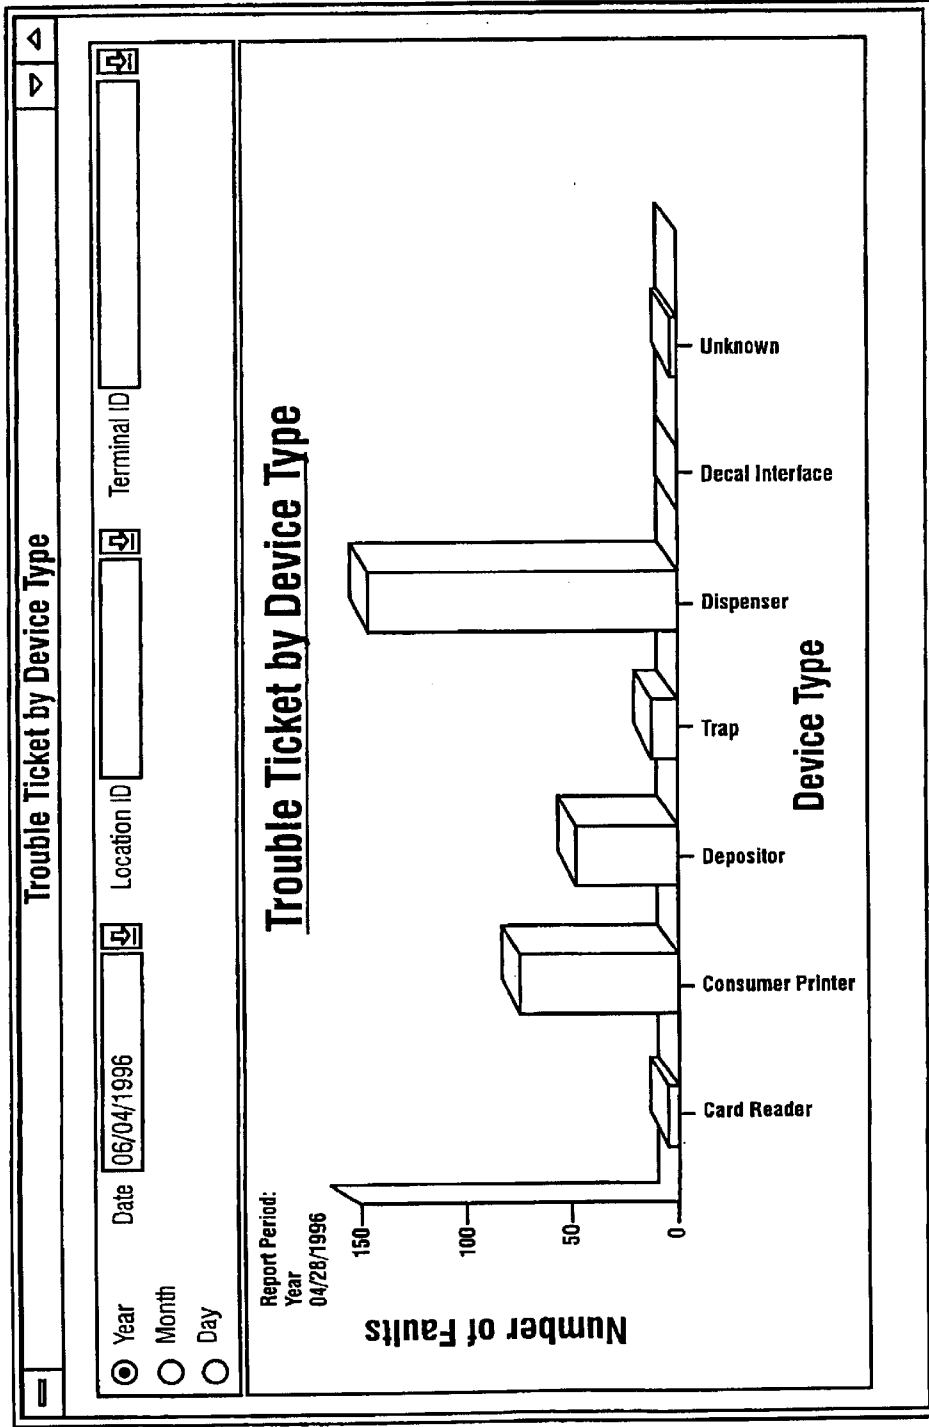 Trouble Ticket by Device Type
Year
Month
Day
Date 06/04/1996
Location ID
Terminal ID
Report Period:
Year
04/28/1996
Trouble Ticket by Device Type
Number of Faults
150
100
50
0
Card Reader
Consumer Printer
Depositor
Trap
Dispenser
Decal Interface
Unknown
Device Type